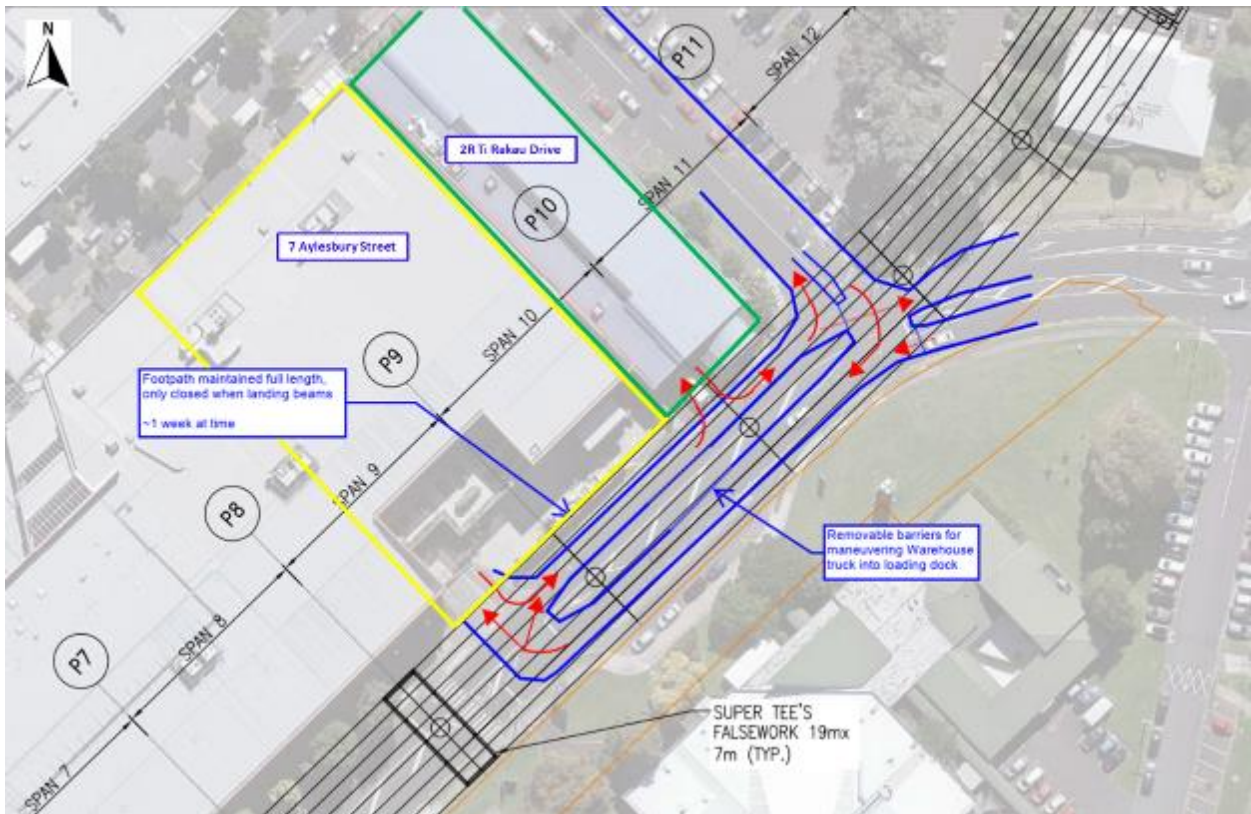 N
P11
SPAN 12
2R Ti Rakau Drive
SPAN 11
P10
7 Aylesbury Street
SPAN 10
P9
Footpath maintained full length,
only closed when landing beams
~1 week at time
SPAN 9
P8
Removable barriers for
maneuvering Warehouse
truck into loading dock
SPAN 8
P7
SUPER TEE'S
FALSEWORK 19mx
7m (TYP.)
SPAN 7